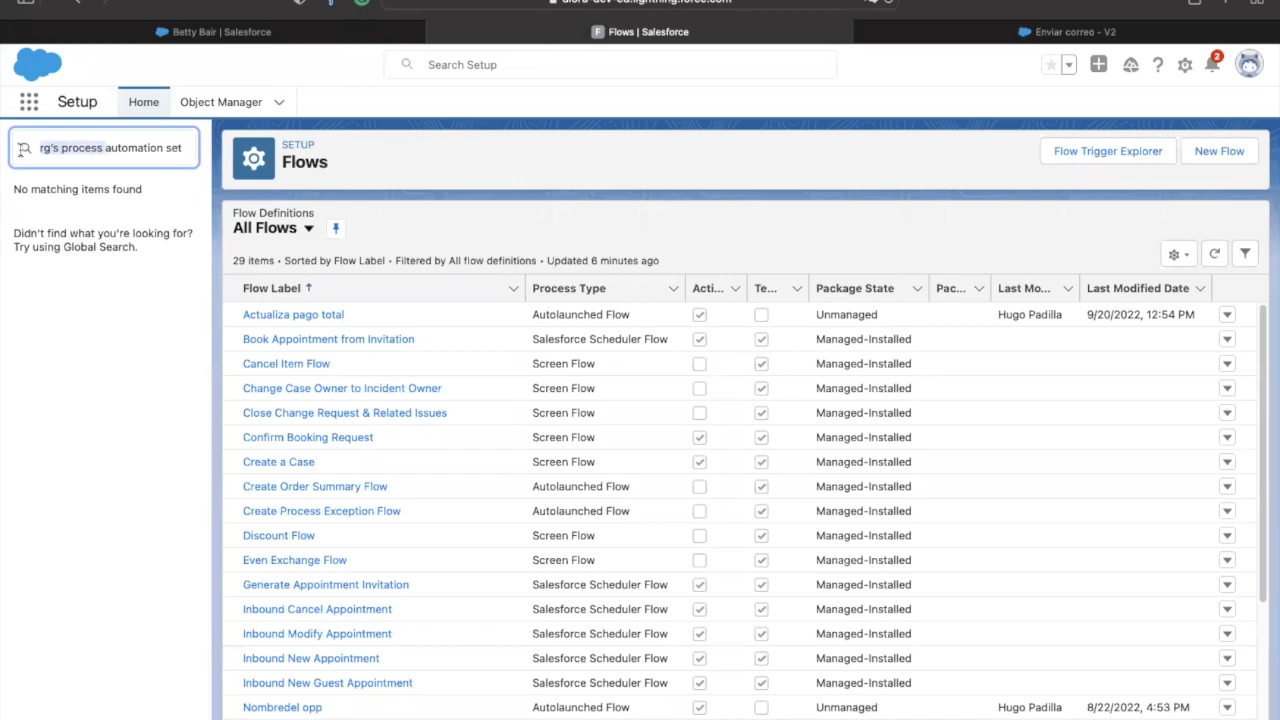 Betty Bair | Salesforce
F Flows | Salesforce
Enviar correo - V2
Search Setup
2
Setup
Home
Object Manager
rg's process automation set
No matching items found
Didn't find what you're looking for?
Try using Global Search.
SETUP
Flows
Flow Trigger Explorer
New Flow
Flow Definitions
All Flows
29 items • Sorted by Flow Label • Filtered by All flow definitions • Updated 6 minutes ago
Flow Label ↑ Process Type Acti... Te... Package State Pac... Last Mo... Last Modified Date
Actualiza pago total Autolaunched Flow Unmanaged Hugo Padilla 9/20/2022, 12:54 PM
Book Appointment from Invitation Salesforce Scheduler Flow Managed-Installed
Cancel Item Flow Screen Flow Managed-Installed
Change Case Owner to Incident Owner Screen Flow Managed-Installed
Close Change Request & Related Issues Screen Flow Managed-Installed
Confirm Booking Request Screen Flow Managed-Installed
Create a Case Screen Flow Managed-Installed
Create Order Summary Flow Autolaunched Flow Managed-Installed
Create Process Exception Flow Autolaunched Flow Managed-Installed
Discount Flow Screen Flow Managed-Installed
Even Exchange Flow Screen Flow Managed-Installed
Generate Appointment Invitation Salesforce Scheduler Flow Managed-Installed
Inbound Cancel Appointment Salesforce Scheduler Flow Managed-Installed
Inbound Modify Appointment Salesforce Scheduler Flow Managed-Installed
Inbound New Appointment Salesforce Scheduler Flow Managed-Installed
Inbound New Guest Appointment Salesforce Scheduler Flow Managed-Installed
Nombredel opp Autolaunched Flow Unmanaged Hugo Padilla 8/22/2022, 4:53 PM